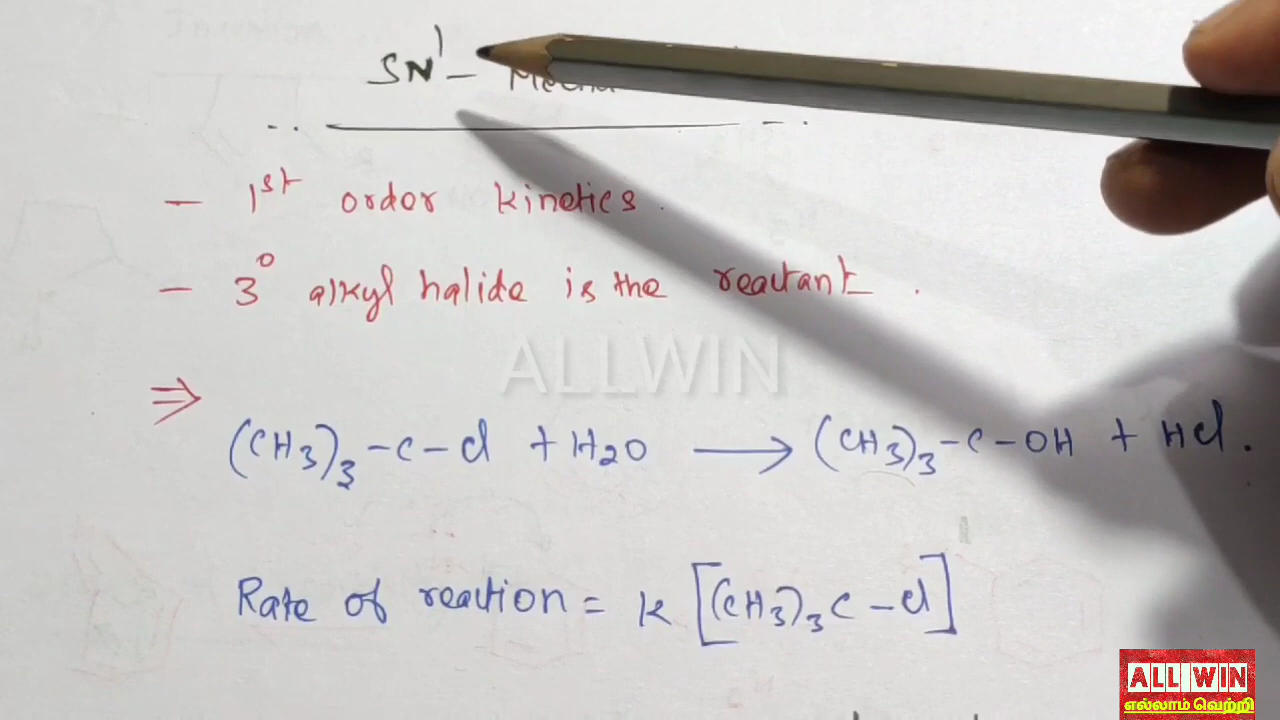 SN¹ –
– 1st order kinetics.
– 3° alkyl halide is the reactant.
ALLWIN
⇒ (CH3)3–C–Cl + H2O ⟶ (CH3)3–C–OH + HCl.
Rate of reaction = k [(CH3)3C–Cl]
ALL WIN
எல்லாம் வெற்றி